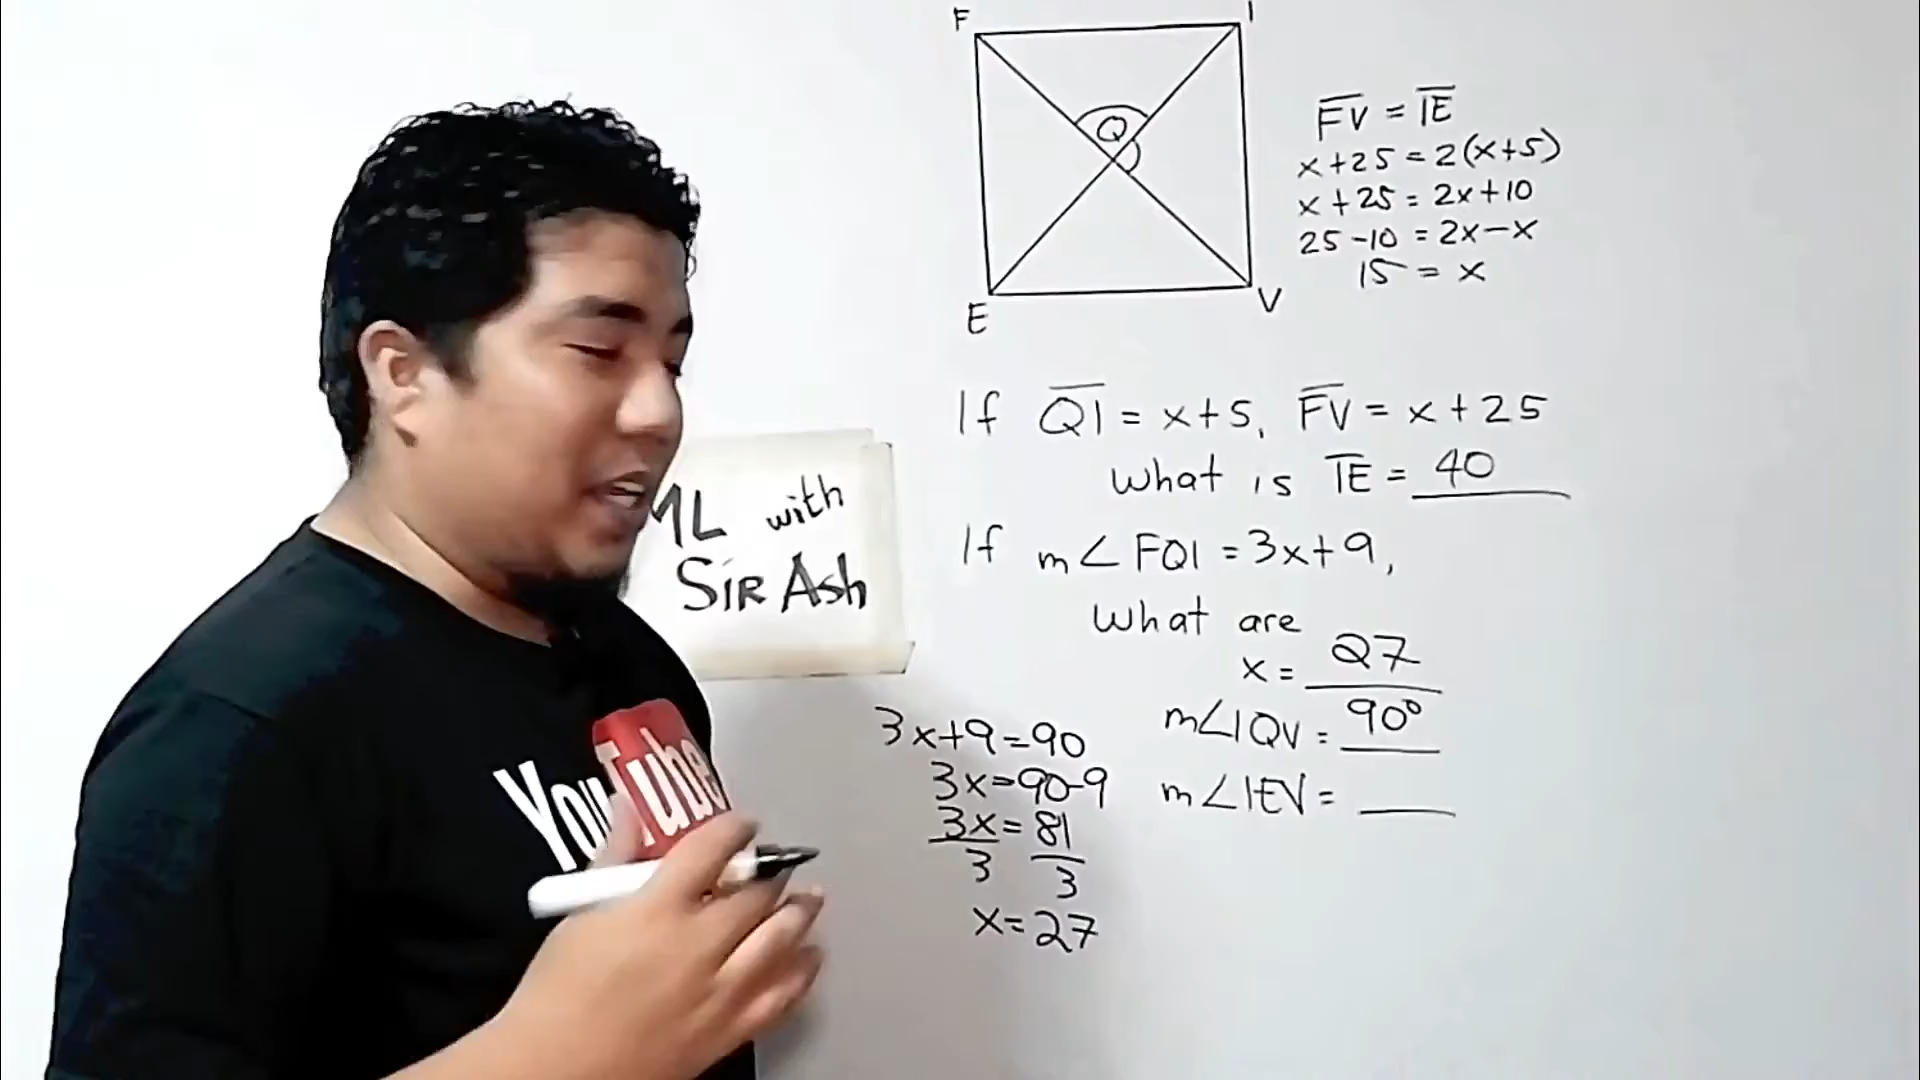 F
I
Q
E
V
FV = IE
x+25 = 2(x+5)
x+25 = 2x+10
25-10 = 2x-x
15 = x
If QI = x+5, FV = x+25
What is IE = 40
If m∠FQI = 3x+9,
What are
x = 27
m∠IQV = 90°
m∠IEV =
3x+9=90
3x=90-9
3x = 81
3 3
x=27
ML with
Sir Ash
YouTube